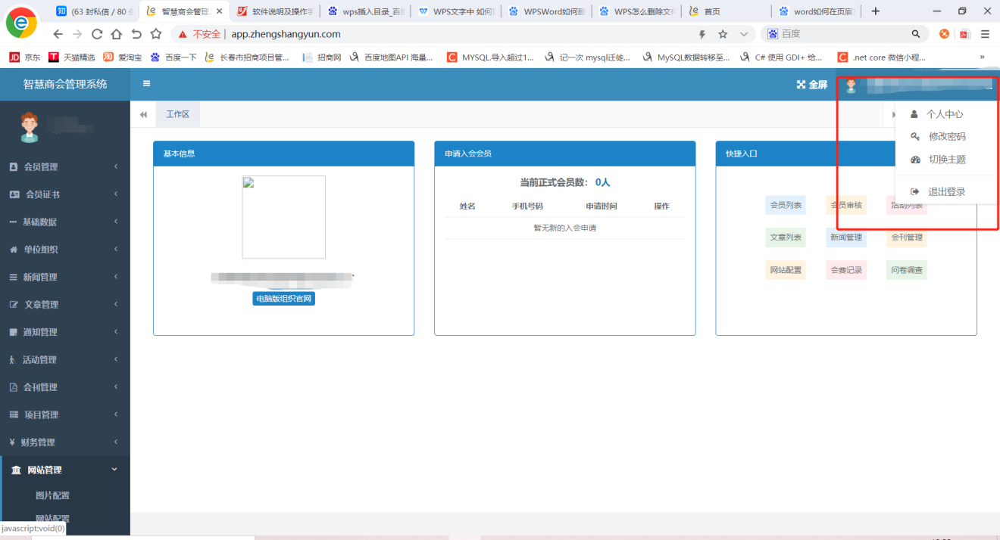 (63 封私信 / 80
智慧商会管理
软件说明及操作手
wps插入目录_百度
WPS文字中 如何
WPSWord如何删
WPS怎么删除文
首页
word如何在页眉
不安全
app.zhengshangyun.com
百度
京东
天猫精选
爱淘宝
百度一下
长春市招商项目管...
招商网
百度地图API 海量...
MYSQL.导入超过1...
记一次 mysql迁徙...
MySQL数据转移至...
C# 使用 GDI+ 给...
.net core 微信小程...
»
智慧商会管理系统
全屏
工作区
个人中心
修改密码
切换主题
退出登录
会员管理
会员证书
基础数据
单位组织
新闻管理
文章管理
通知管理
活动管理
会刊管理
项目管理
¥ 财务管理
网站管理
图片配置
网站配置
基本信息
电脑版组织官网
申请入会会员
当前正式会员数： 0人
姓名 手机号码 申请时间 操作
暂无新的入会申请
快捷入口
会员列表 会员审核 活动列表
文章列表 新闻管理 会刊管理
网站配置 会费记录 问卷调查
javascript:void(0)